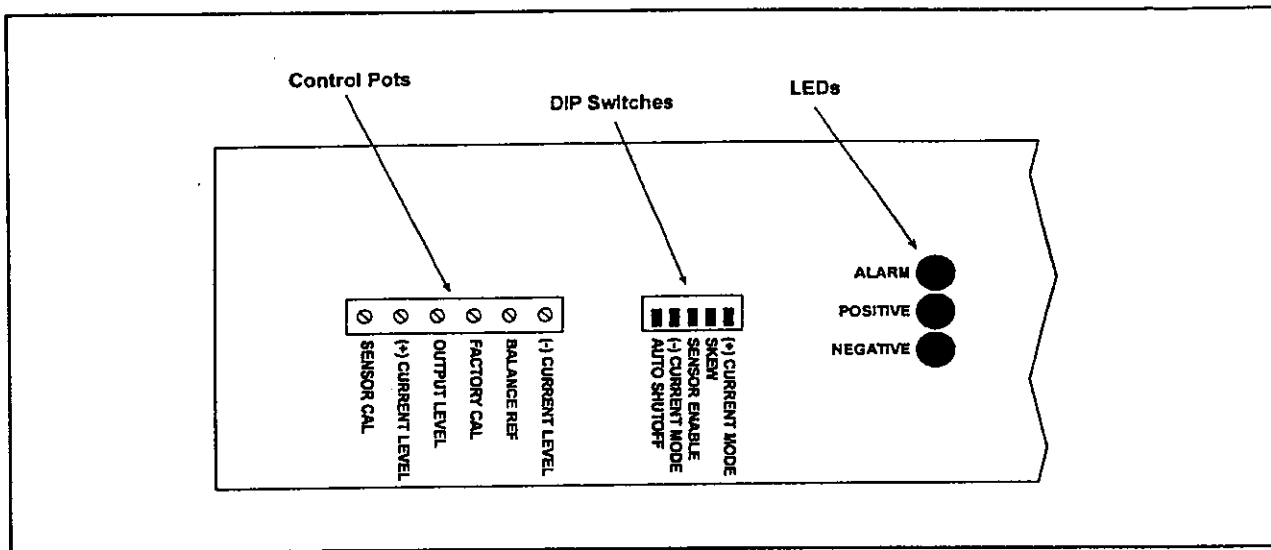 Control Pots
DIP Switches
LEDs
ALARM
POSITIVE
NEGATIVE
SENSOR CAL
(+) CURRENT LEVEL
OUTPUT LEVEL
FACTORY CAL
BALANCE REF
(-) CURRENT LEVEL
AUTO SHUTOFF
(-) CURRENT MODE
SENSOR ENABLE
SKEW
(+) CURRENT MODE